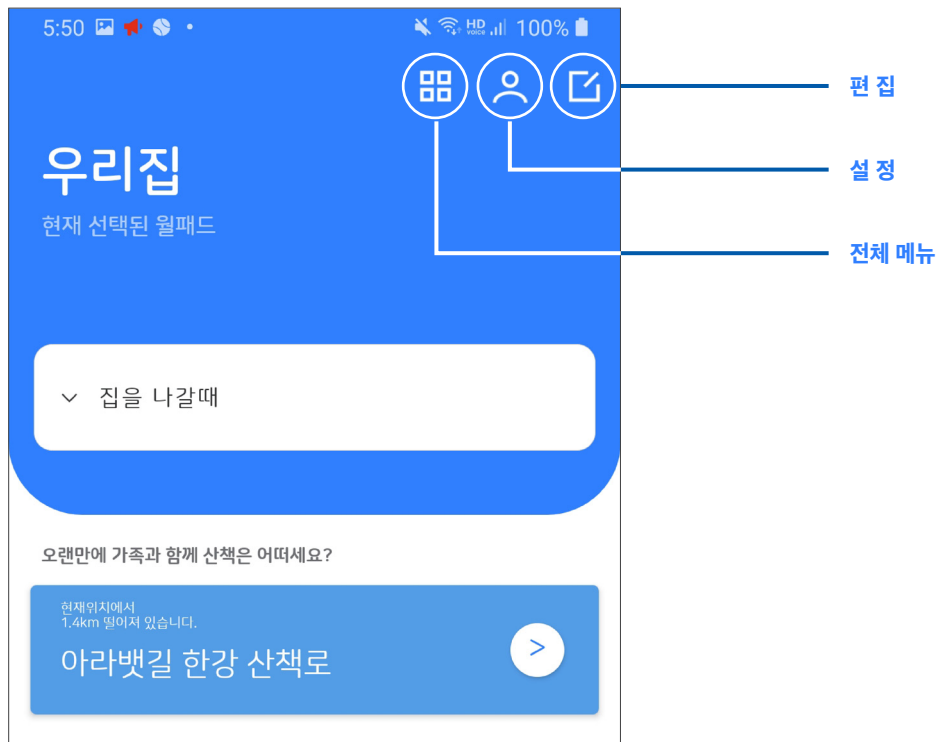 5:50
HD voice 100%
편 집
설 정
전체 메뉴
우리집
현재 선택된 월패드
집을 나갈때
오랜만에 가족과 함께 산책은 어떠세요?
현재위치에서
1.4km 떨어져 있습니다.
아라뱃길 한강 산책로
>